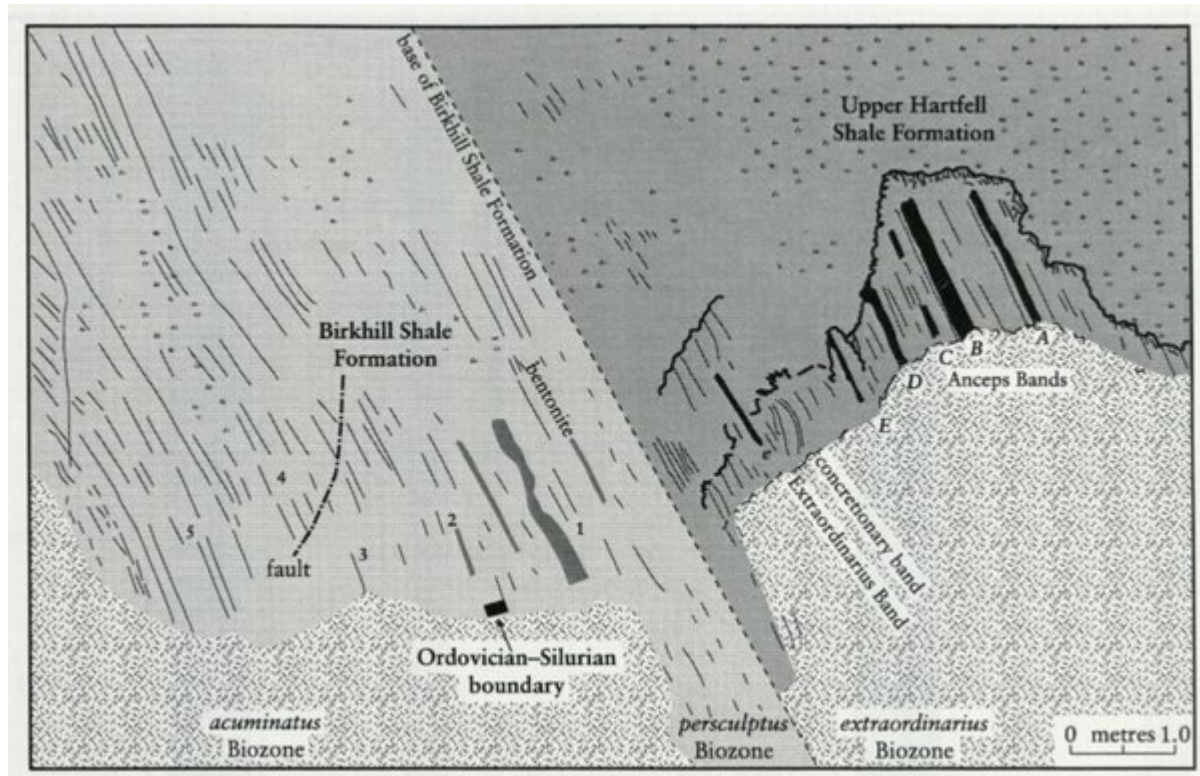 base of Birkhill Shale Formation
Upper Hartfell
Shale Formation
Birkhill Shale
Formation
bentonite
A
B
C
Anceps Bands
D
E
concretionary band
Extraordinarius Band
4
5
2
1
3
fault
Ordovician–Silurian
boundary
acuminatus
Biozone
persculptus
Biozone
extraordinarius
Biozone
0 metres 1.0